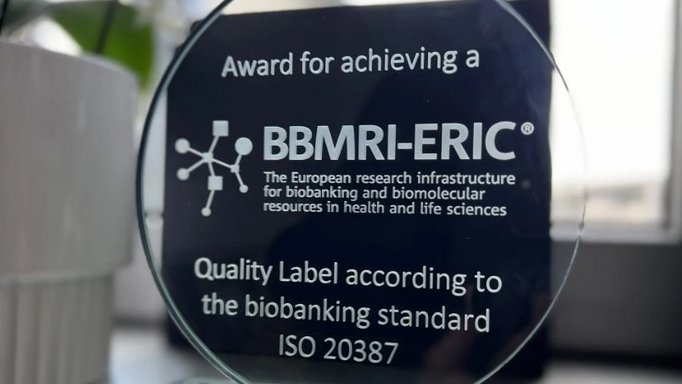 Award for achieving a
BBMRI-ERIC®
The European research infrastructure
for biobanking and biomolecular
resources in health and life sciences
Quality Label according to
the biobanking standard
ISO 20387